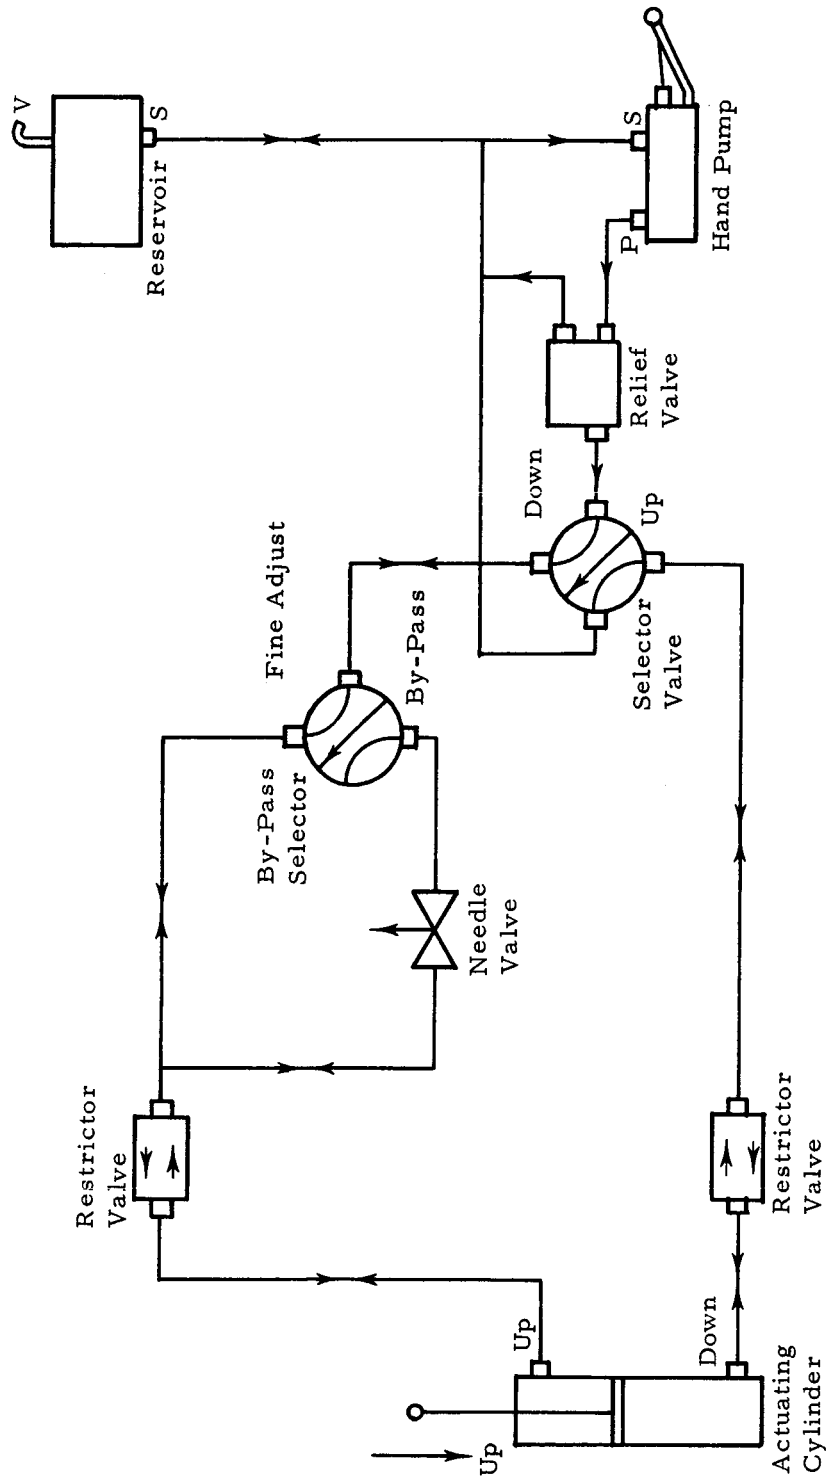 V
S
Reservoir
S
P
Hand Pump
Relief
Valve
Down
Up
Selector
Valve
Fine Adjust
By-Pass
By-Pass
Selector
Needle
Valve
Restrictor
Valve
Restrictor
Valve
Up
Down
Up
Actuating
Cylinder